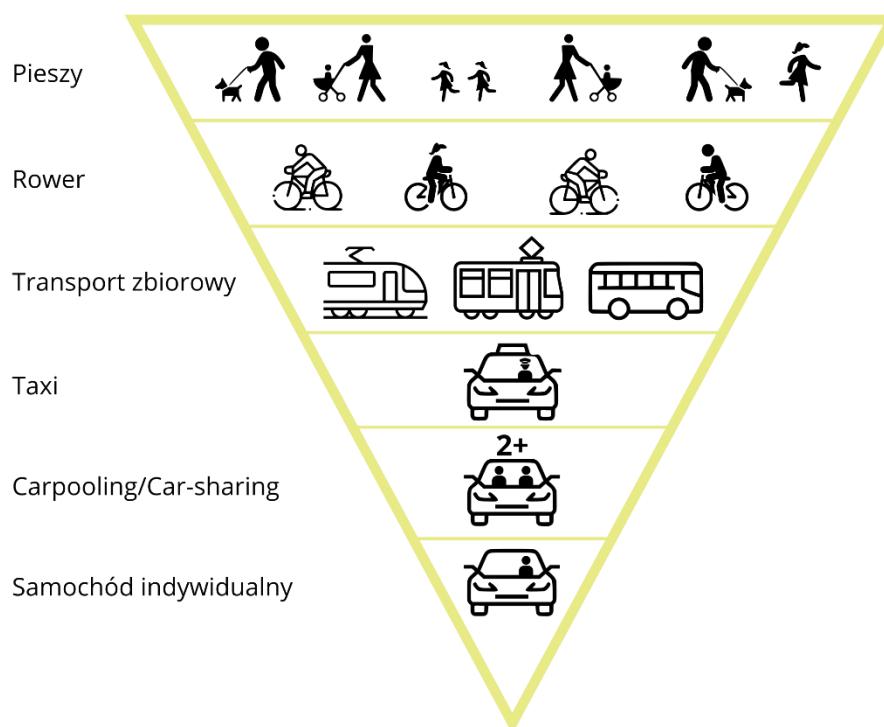 Pieszy
Rower
Transport zbiorowy
Taxi
2+
Carpooling/Car-sharing
Samochód indywidualny